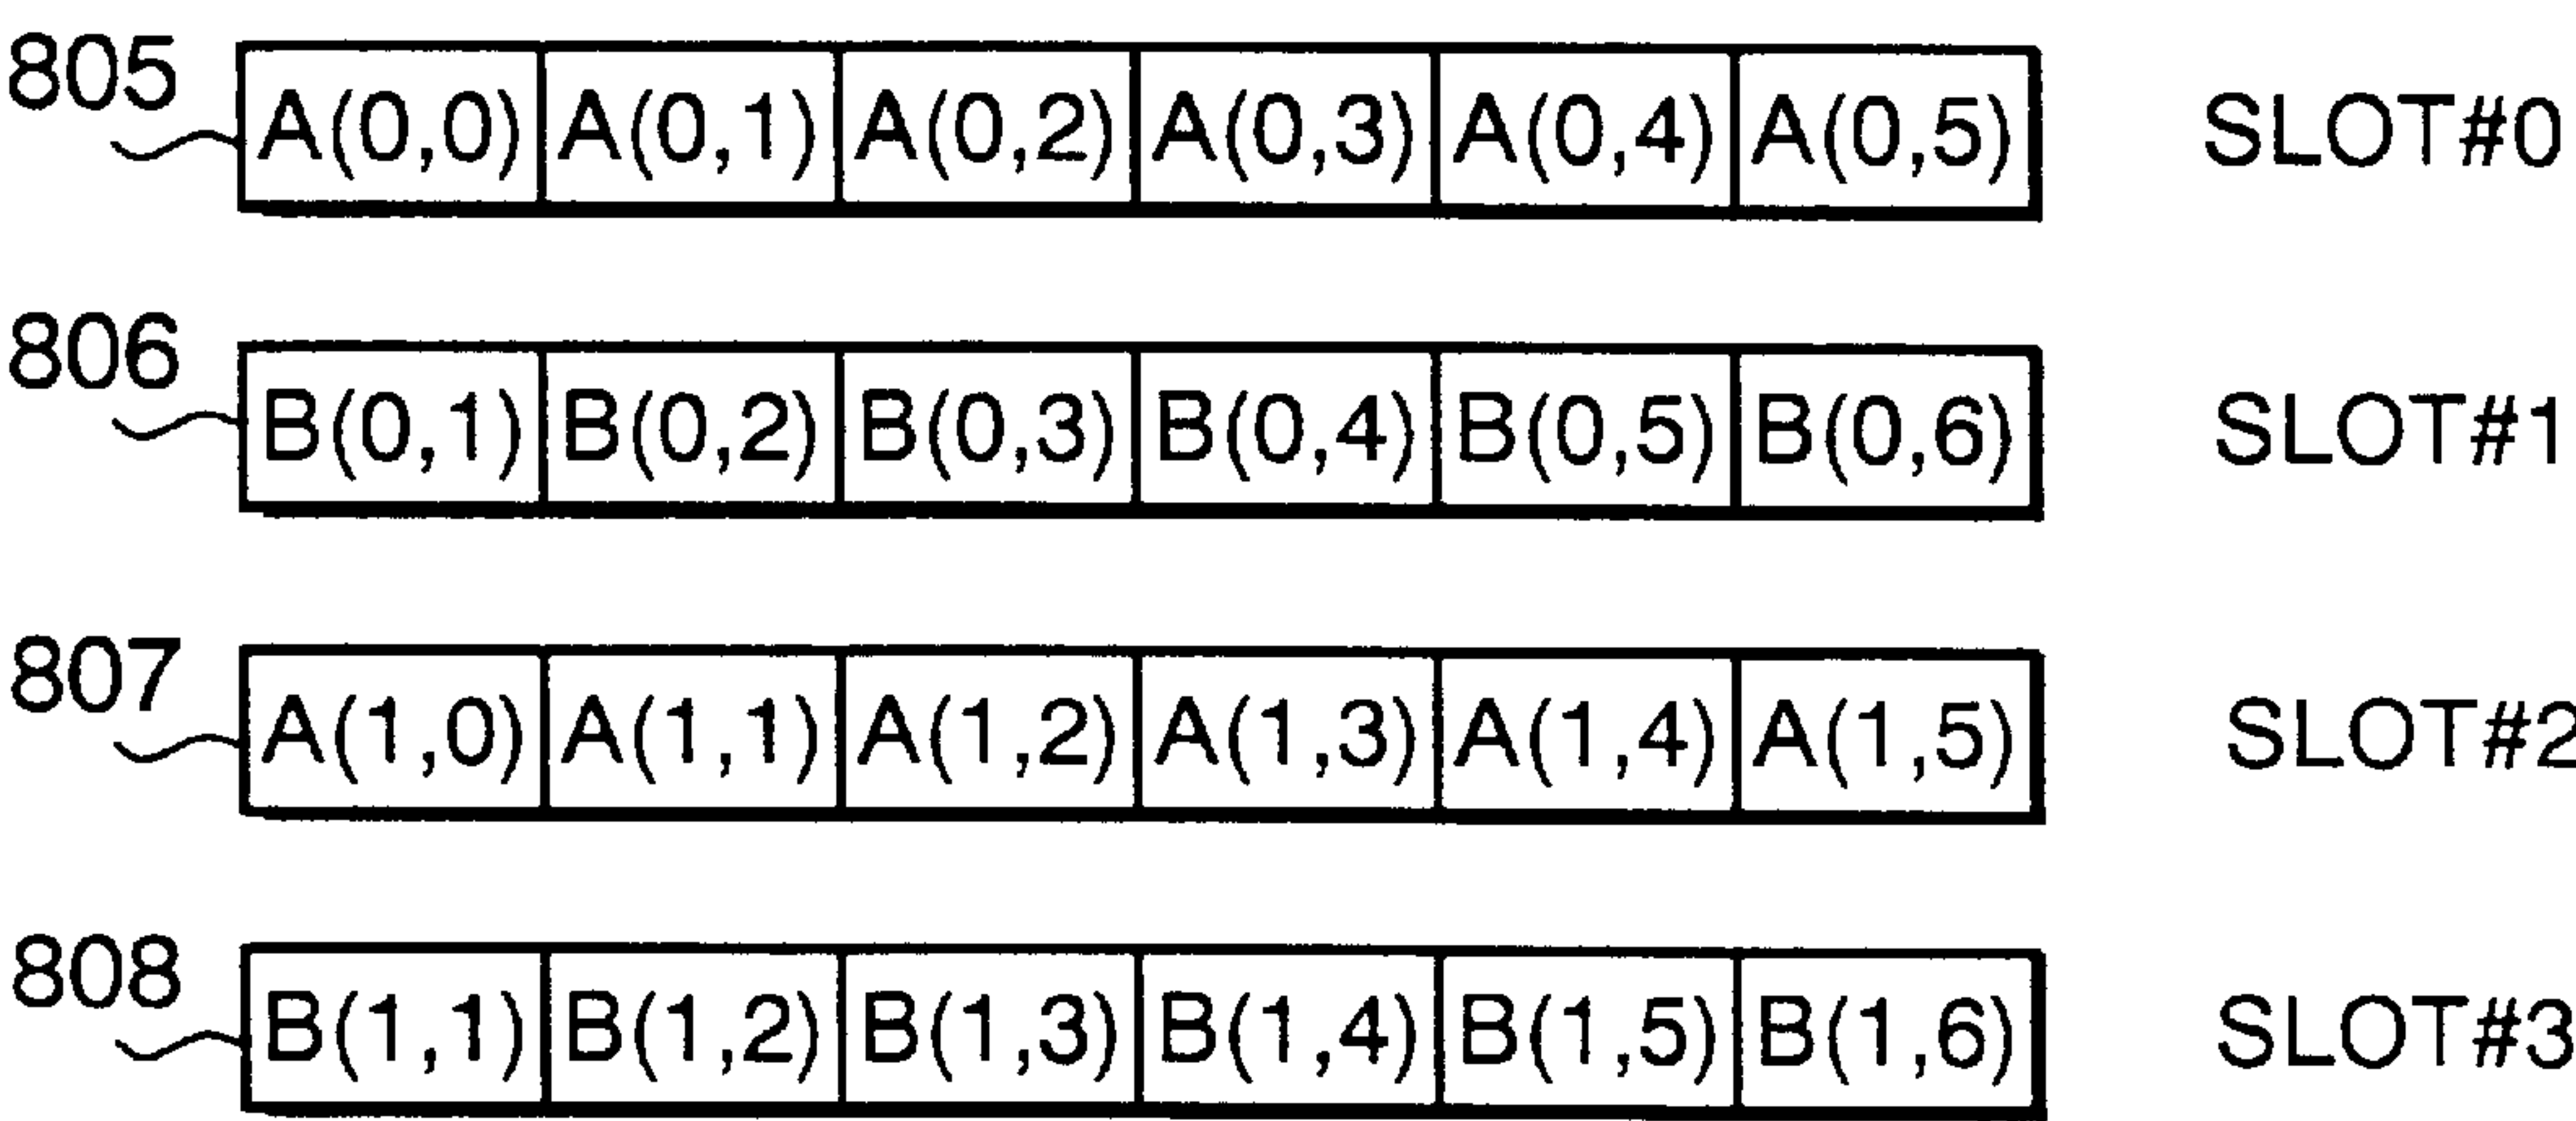 805 A(0,0) A(0,1) A(0,2) A(0,3) A(0,4) A(0,5) SLOT#0
806 B(0,1) B(0,2) B(0,3) B(0,4) B(0,5) B(0,6) SLOT#1
807 A(1,0) A(1,1) A(1,2) A(1,3) A(1,4) A(1,5) SLOT#2
808 B(1,1) B(1,2) B(1,3) B(1,4) B(1,5) B(1,6) SLOT#3